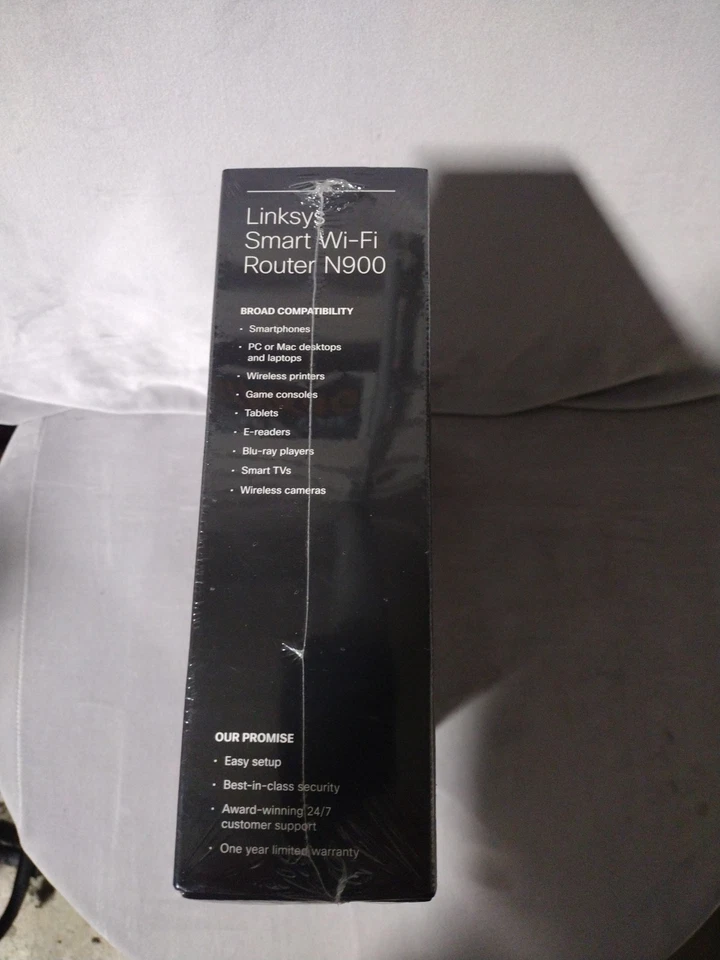 Linksys
Smart Wi-Fi
Router N900
BROAD COMPATIBILITY
• Smartphones
• PC or Mac desktops
and laptops
• Wireless printers
• Game consoles
• Tablets
• E-readers
• Blu-ray players
• Smart TVs
• Wireless cameras
OUR PROMISE
• Easy setup
• Best-in-class security
• Award-winning 24/7
customer support
• One year limited warranty